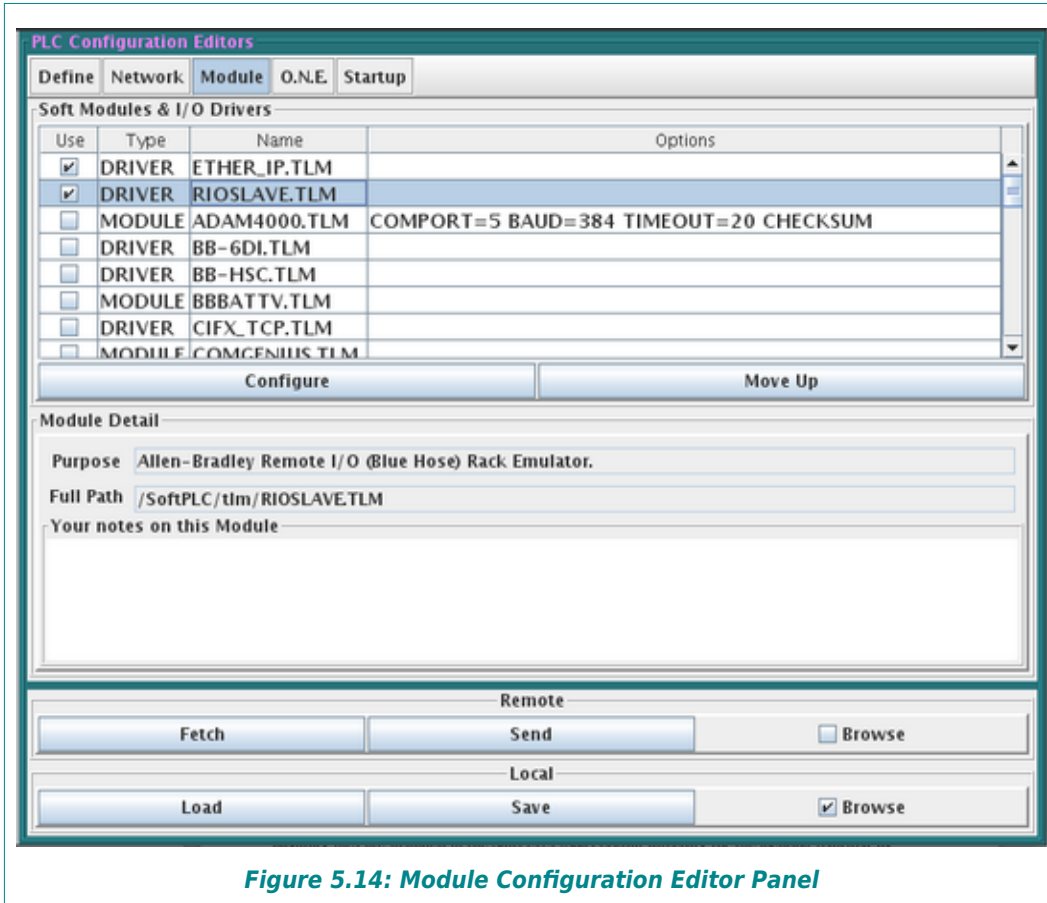 PLC Configuration Editors
Define Network Module O.N.E. Startup
Soft Modules & I/O Drivers
Use Type Name Options
DRIVER ETHER_IP.TLM
DRIVER RIOSLAVE.TLM
MODULE ADAM4000.TLM COMPORT=5 BAUD=384 TIMEOUT=20 CHECKSUM
DRIVER BB-6DI.TLM
DRIVER BB-HSC.TLM
MODULE BBBATTV.TLM
DRIVER CIFX_TCP.TLM
MODULE COMGENIUS.TLM
Configure Move Up
Module Detail
Purpose Allen-Bradley Remote I/O (Blue Hose) Rack Emulator.
Full Path /SoftPLC/tlm/RIOSLAVE.TLM
Your notes on this Module
Remote
Fetch Send Browse
Local
Load Save Browse
Figure 5.14: Module Configuration Editor Panel